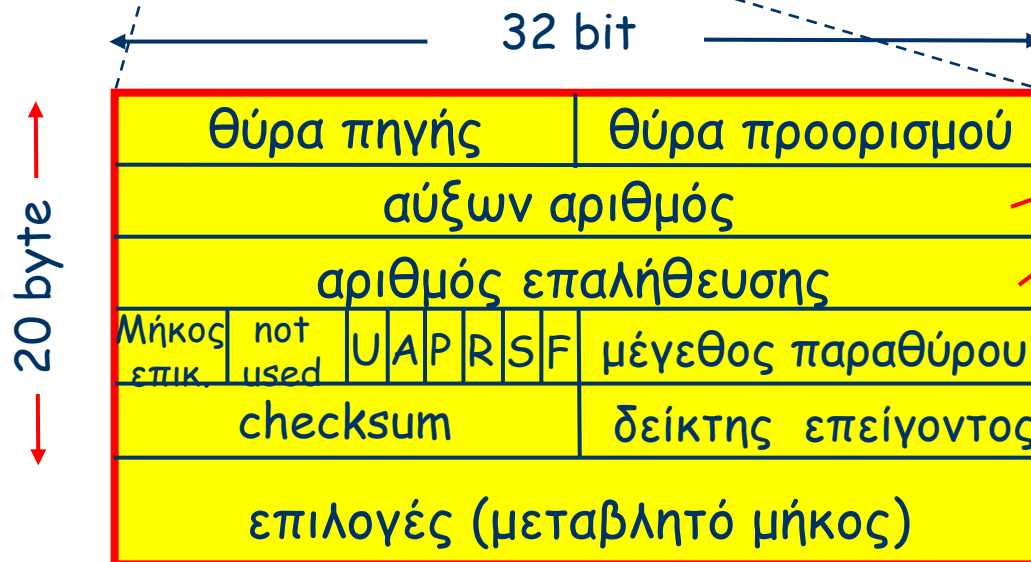 32 bit
20 byte
θύρα πηγής
θύρα προορισμού
αύξων αριθμός
αριθμός επαλήθευσης
Μήκος
επικ.
not
used
U A P R S F
μέγεθος παραθύρου
checksum
δείκτης επείγοντος
επιλογές (μεταβλητό μήκος)